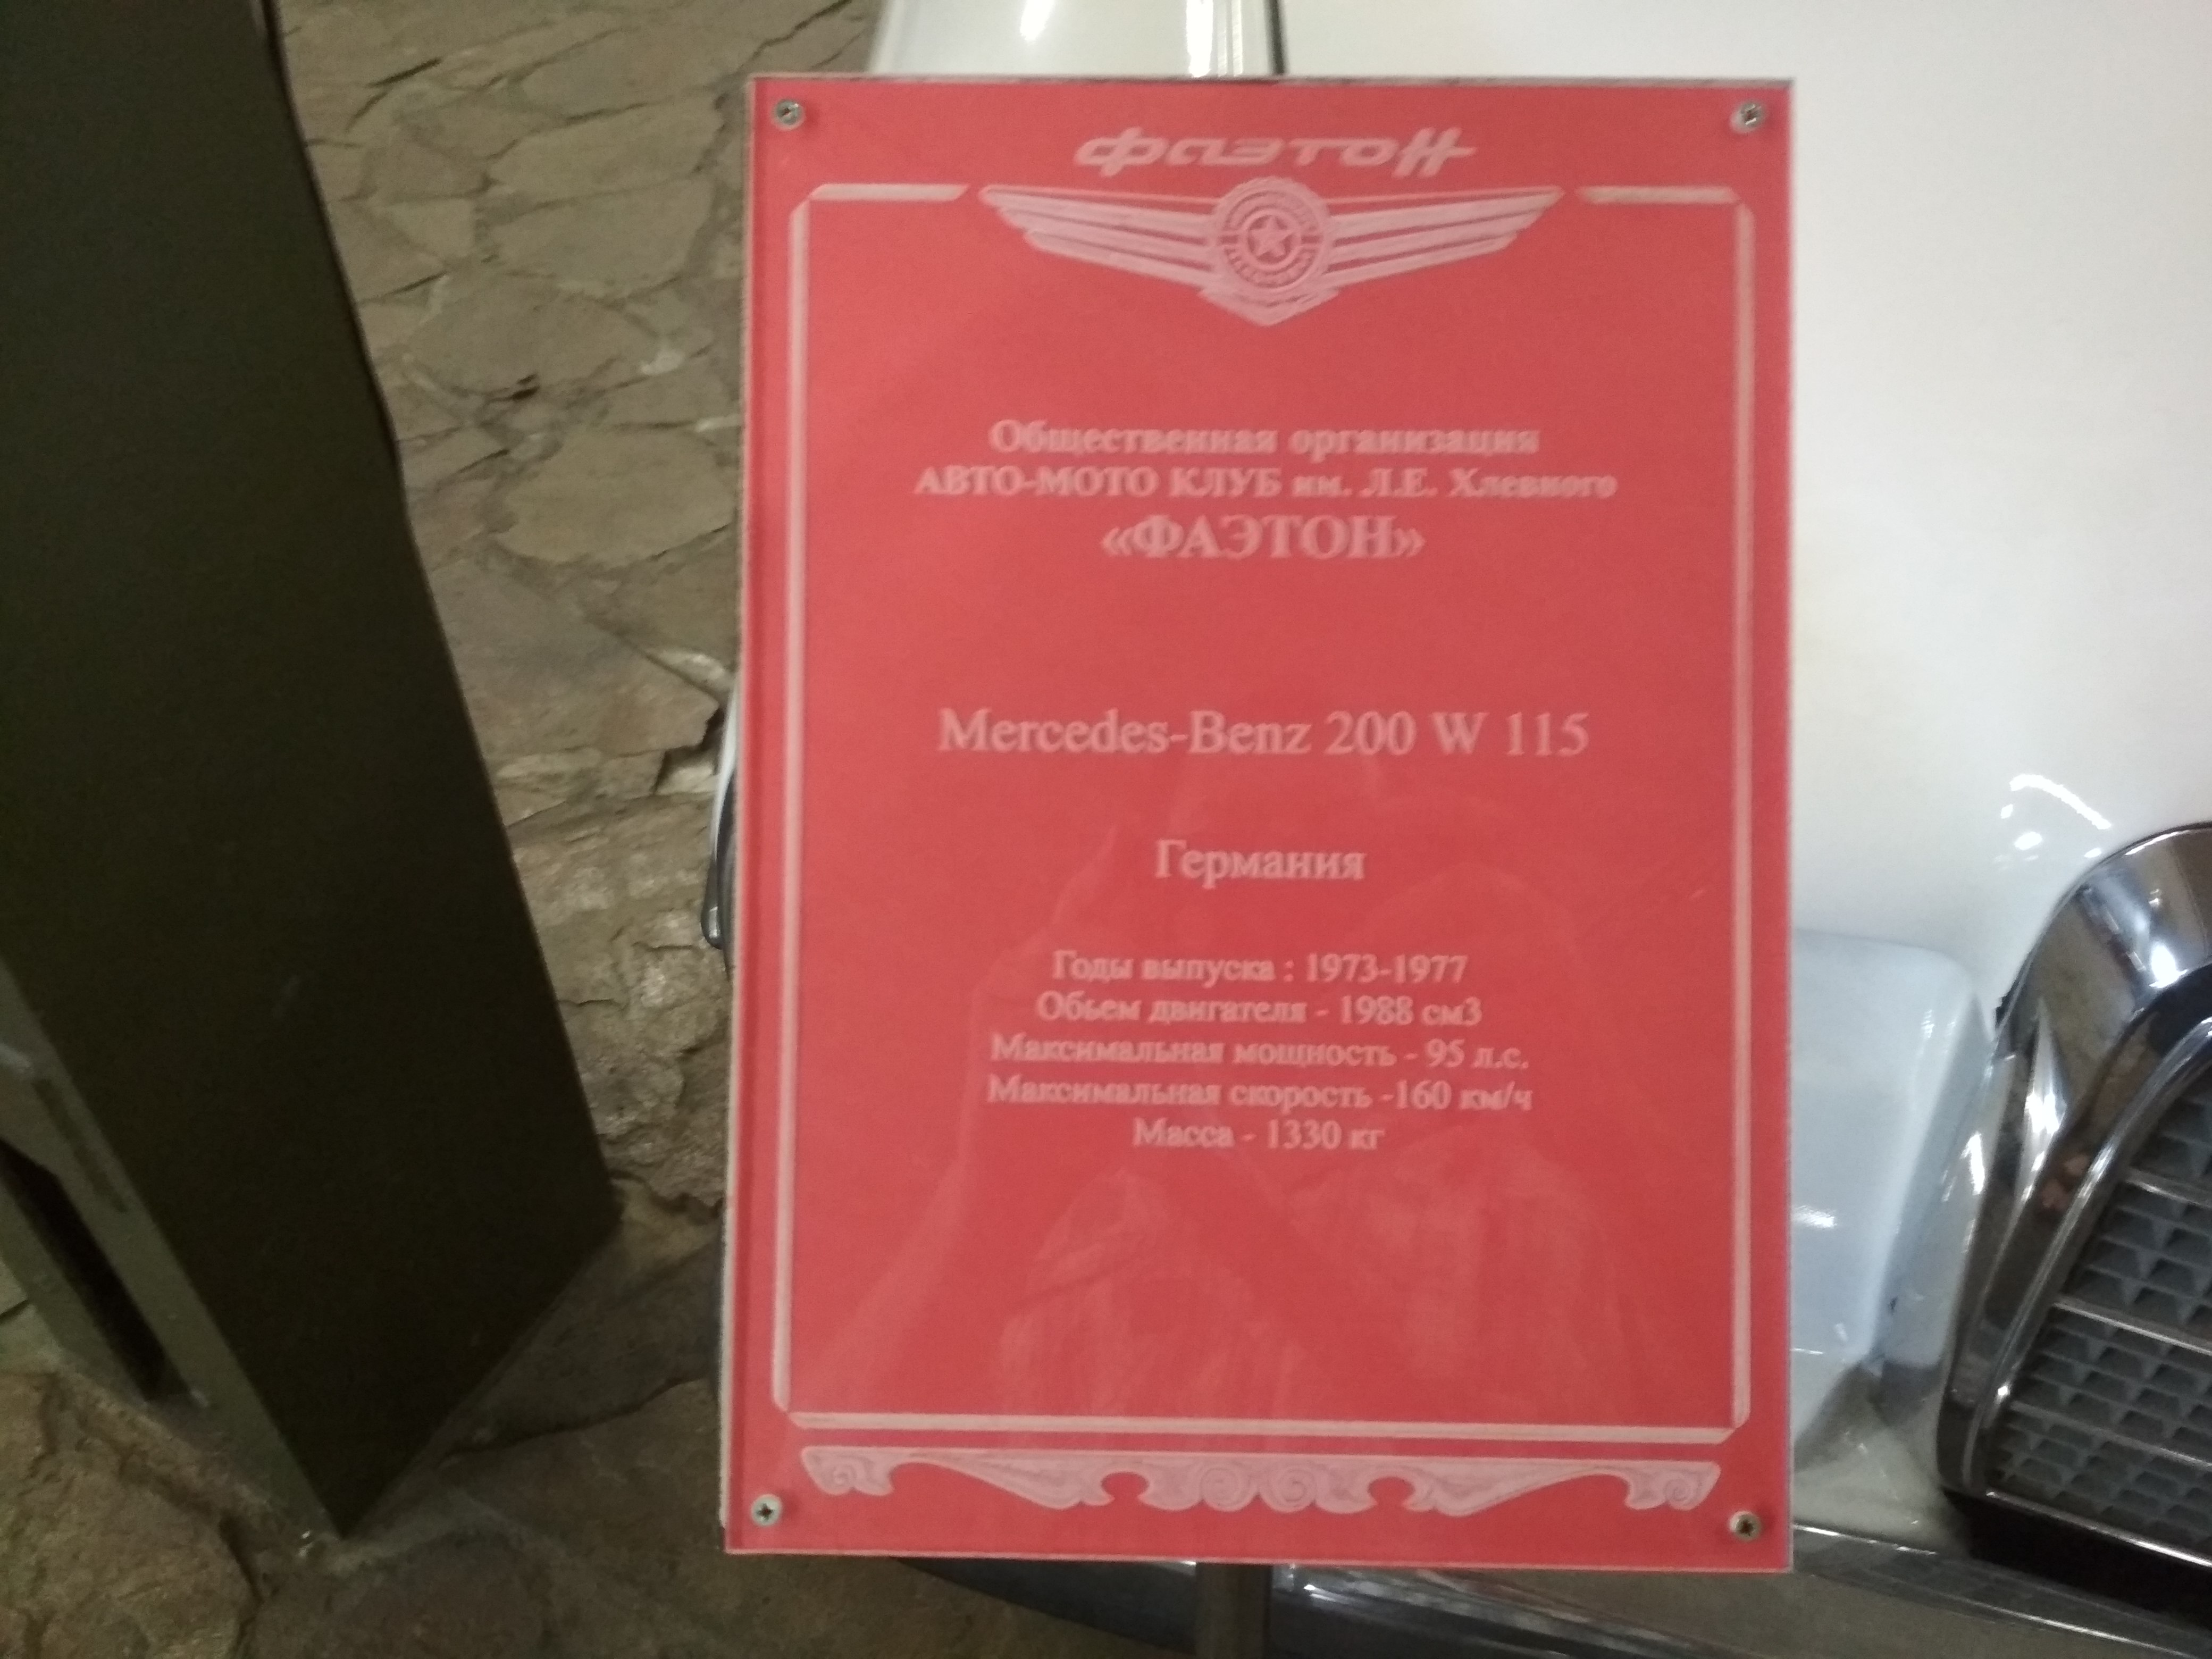 ФАЭТОН
Общественная организация
АВТО-МОТО КЛУБ им. Л.Е. Хлевного
«ФАЭТОН»
Mercedes-Benz 200 W 115
Германия
Годы выпуска : 1973-1977
Обьем двигателя - 1988 см3
Максимальная мощность - 95 л.с.
Максимальная скорость -160 км/ч
Масса - 1330 кг